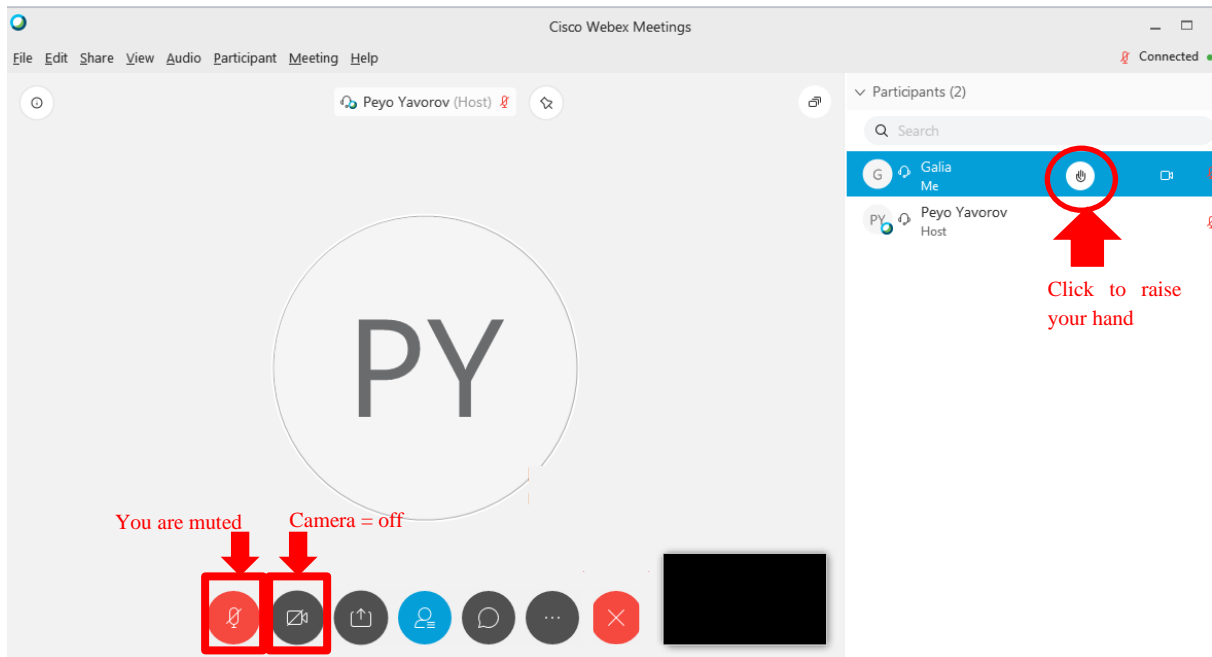 Cisco Webex Meetings
File Edit Share View Audio Participant Meeting Help
Connected
Peyo Yavorov (Host)
Participants (2)
Search
G
Galia
Me
PY
Peyo Yavorov
Host
Click to raise
your hand
PY
You are muted
Camera = off